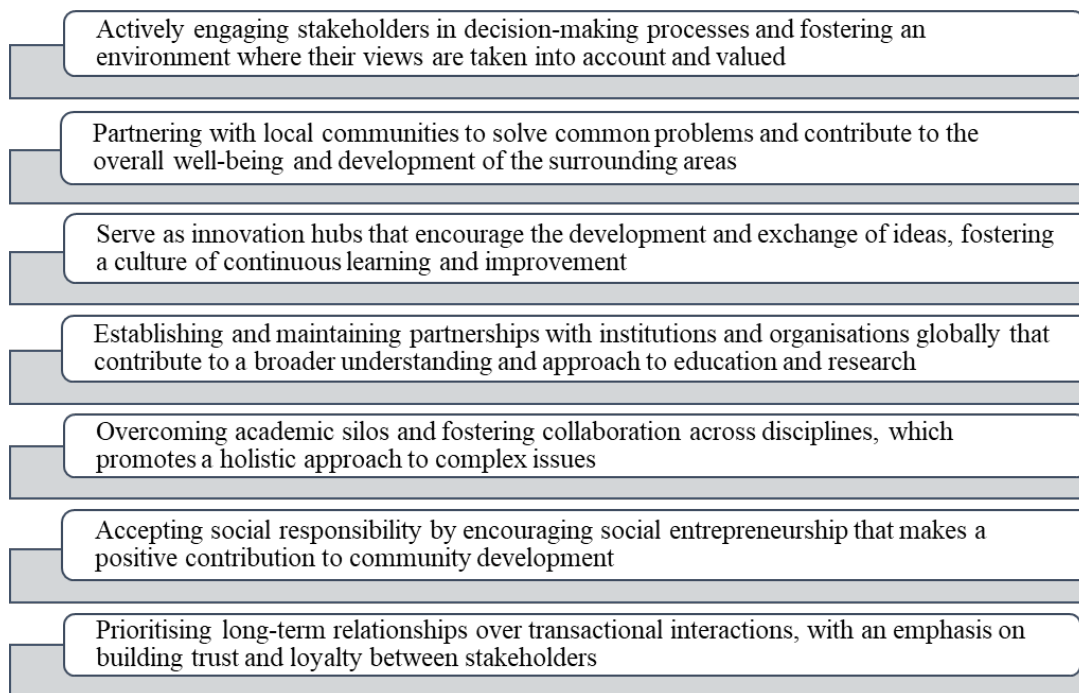 Actively engaging stakeholders in decision-making processes and fostering an
environment where their views are taken into account and valued
Partnering with local communities to solve common problems and contribute to the
overall well-being and development of the surrounding areas
Serve as innovation hubs that encourage the development and exchange of ideas, fostering
a culture of continuous learning and improvement
Establishing and maintaining partnerships with institutions and organisations globally that
contribute to a broader understanding and approach to education and research
Overcoming academic silos and fostering collaboration across disciplines, which
promotes a holistic approach to complex issues
Accepting social responsibility by encouraging social entrepreneurship that makes a
positive contribution to community development
Prioritising long-term relationships over transactional interactions, with an emphasis on
building trust and loyalty between stakeholders